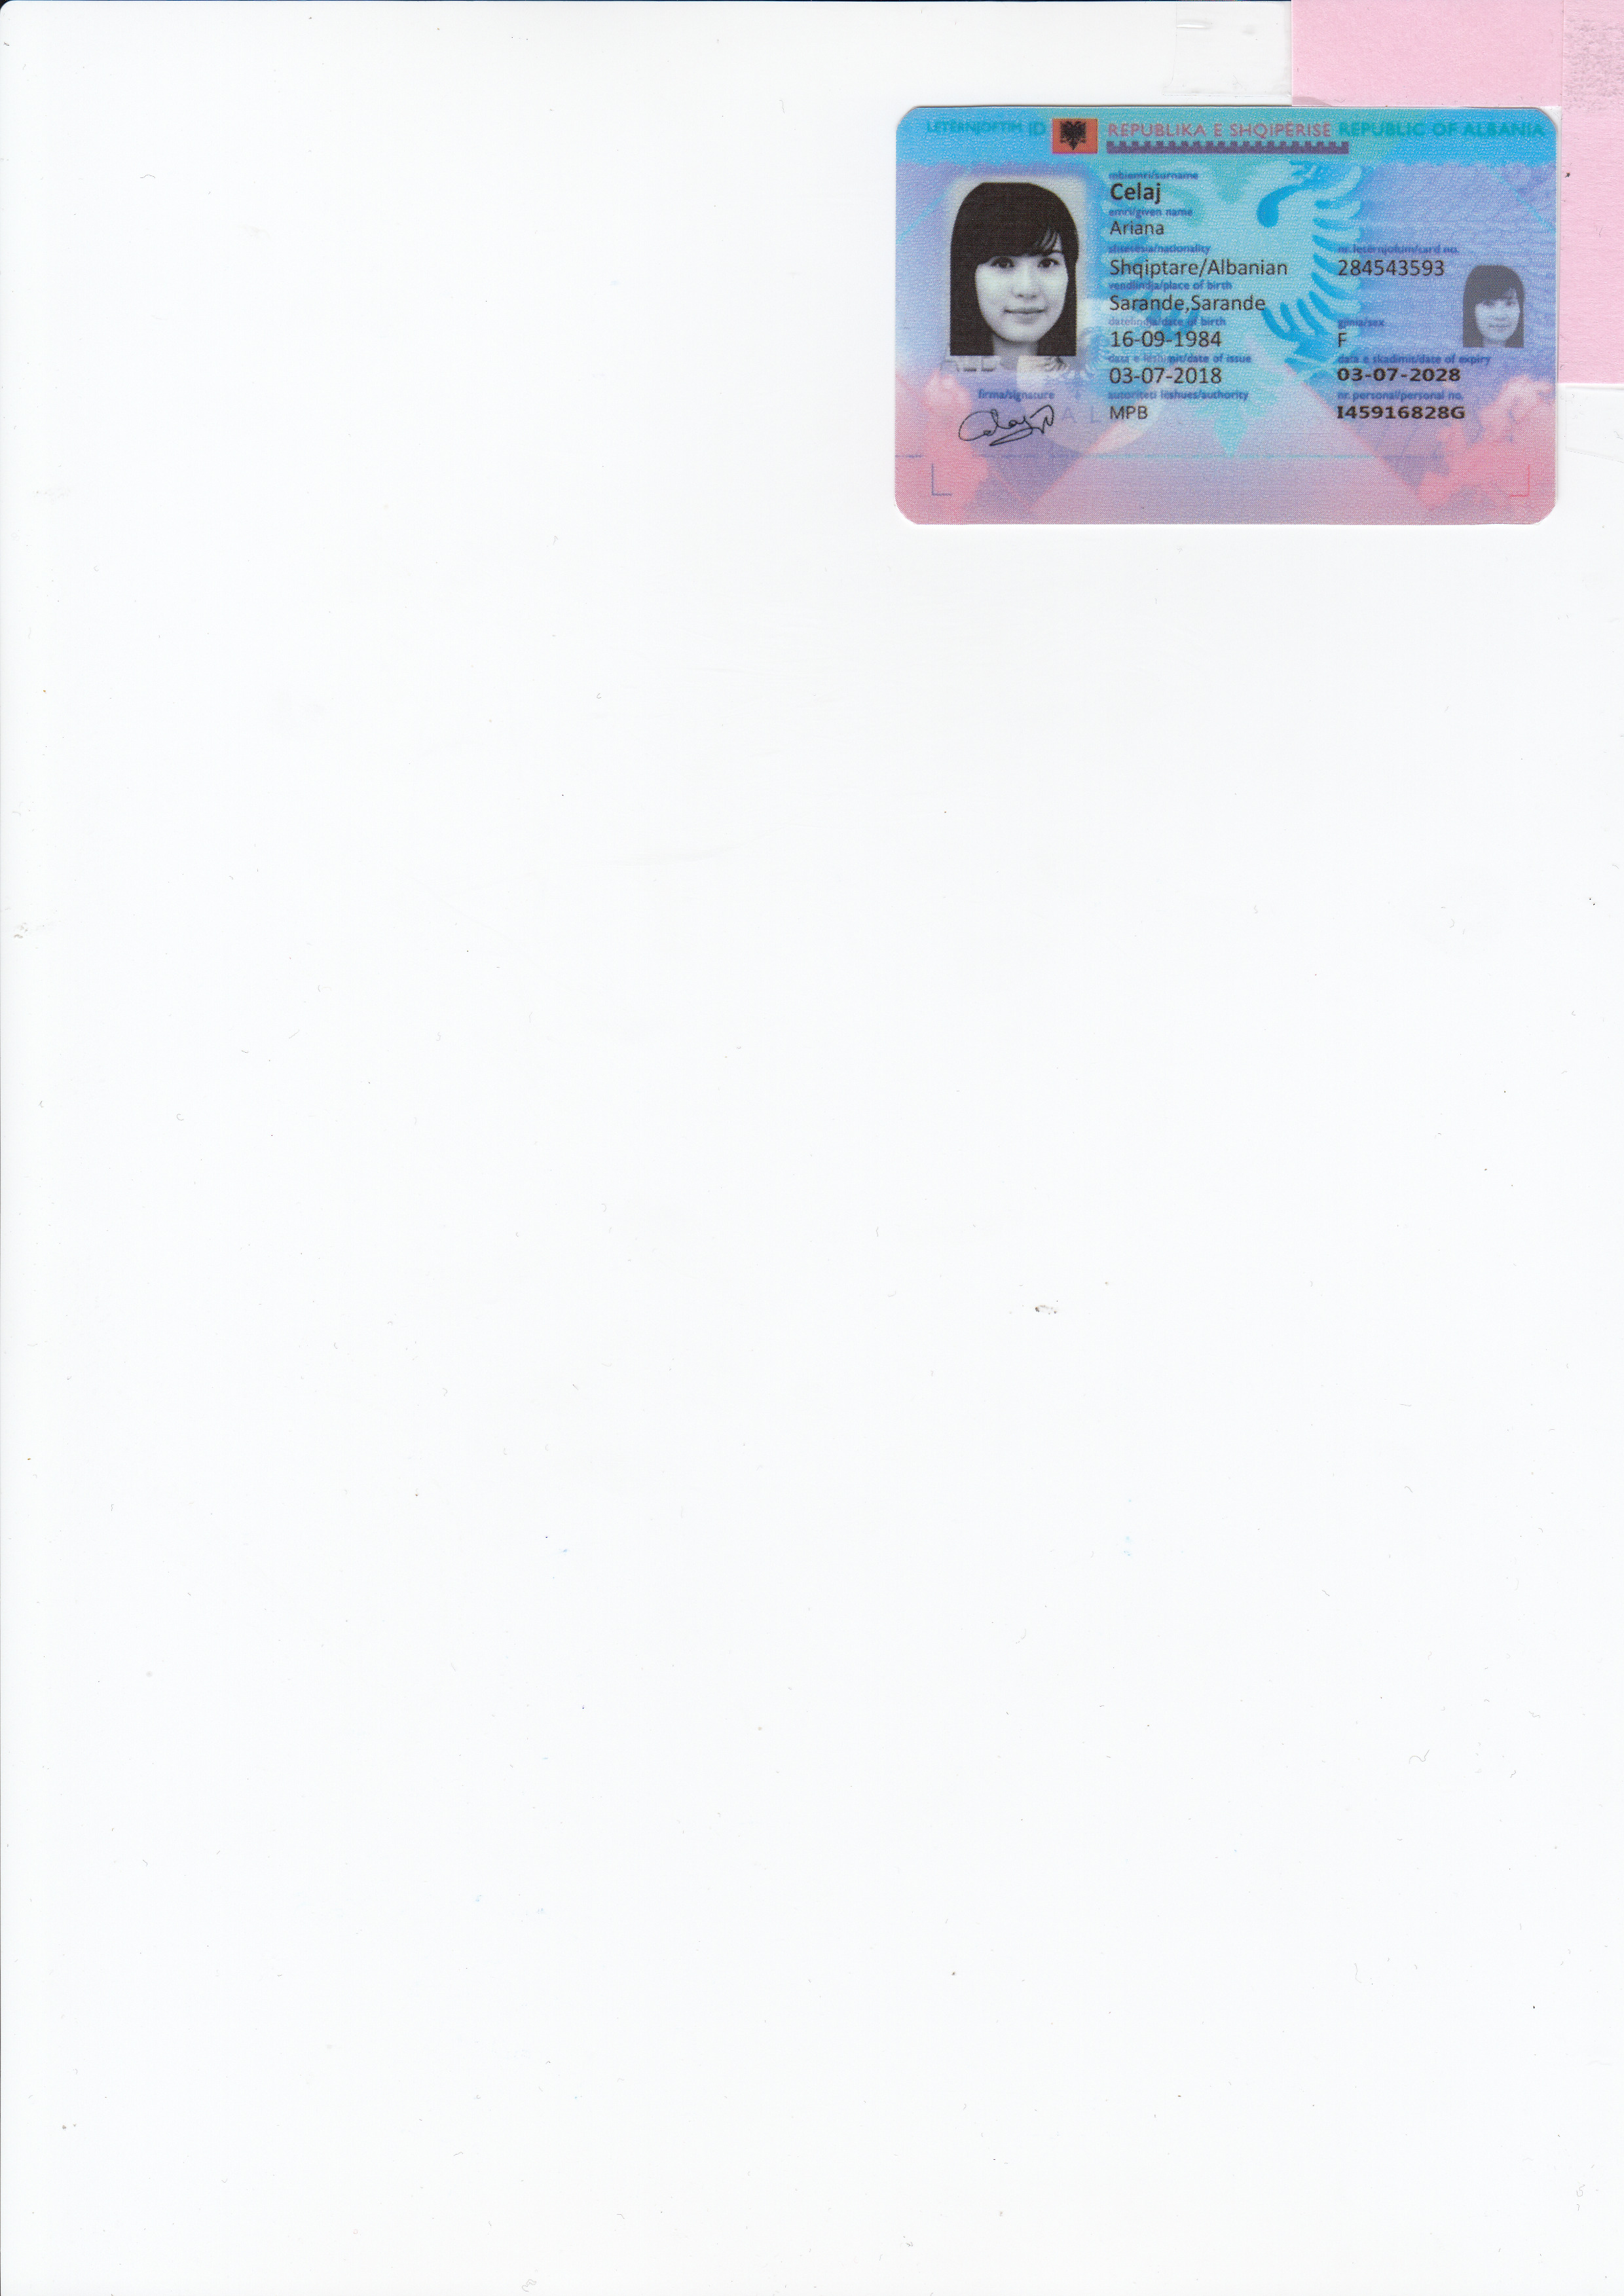 LETËRNJOFTIM ID REPUBLIKA E SHQIPËRISË REPUBLIC OF ALBANIA
mbiemri/surname
Celaj
emri/given name
Ariana
shtetësia/nationality nr. letërnjoftim/card no.
Shqiptare/Albanian 284543593
vendlindja/place of birth
Sarande,Sarande
datelindja/date of birth gjinia/sex
16-09-1984 F
data e lëshimit/date of issue data e skadimit/date of expiry
03-07-2018 03-07-2028
firma/signature autoriteti lëshues/authority nr. personal/personal no.
MPB I45916828G